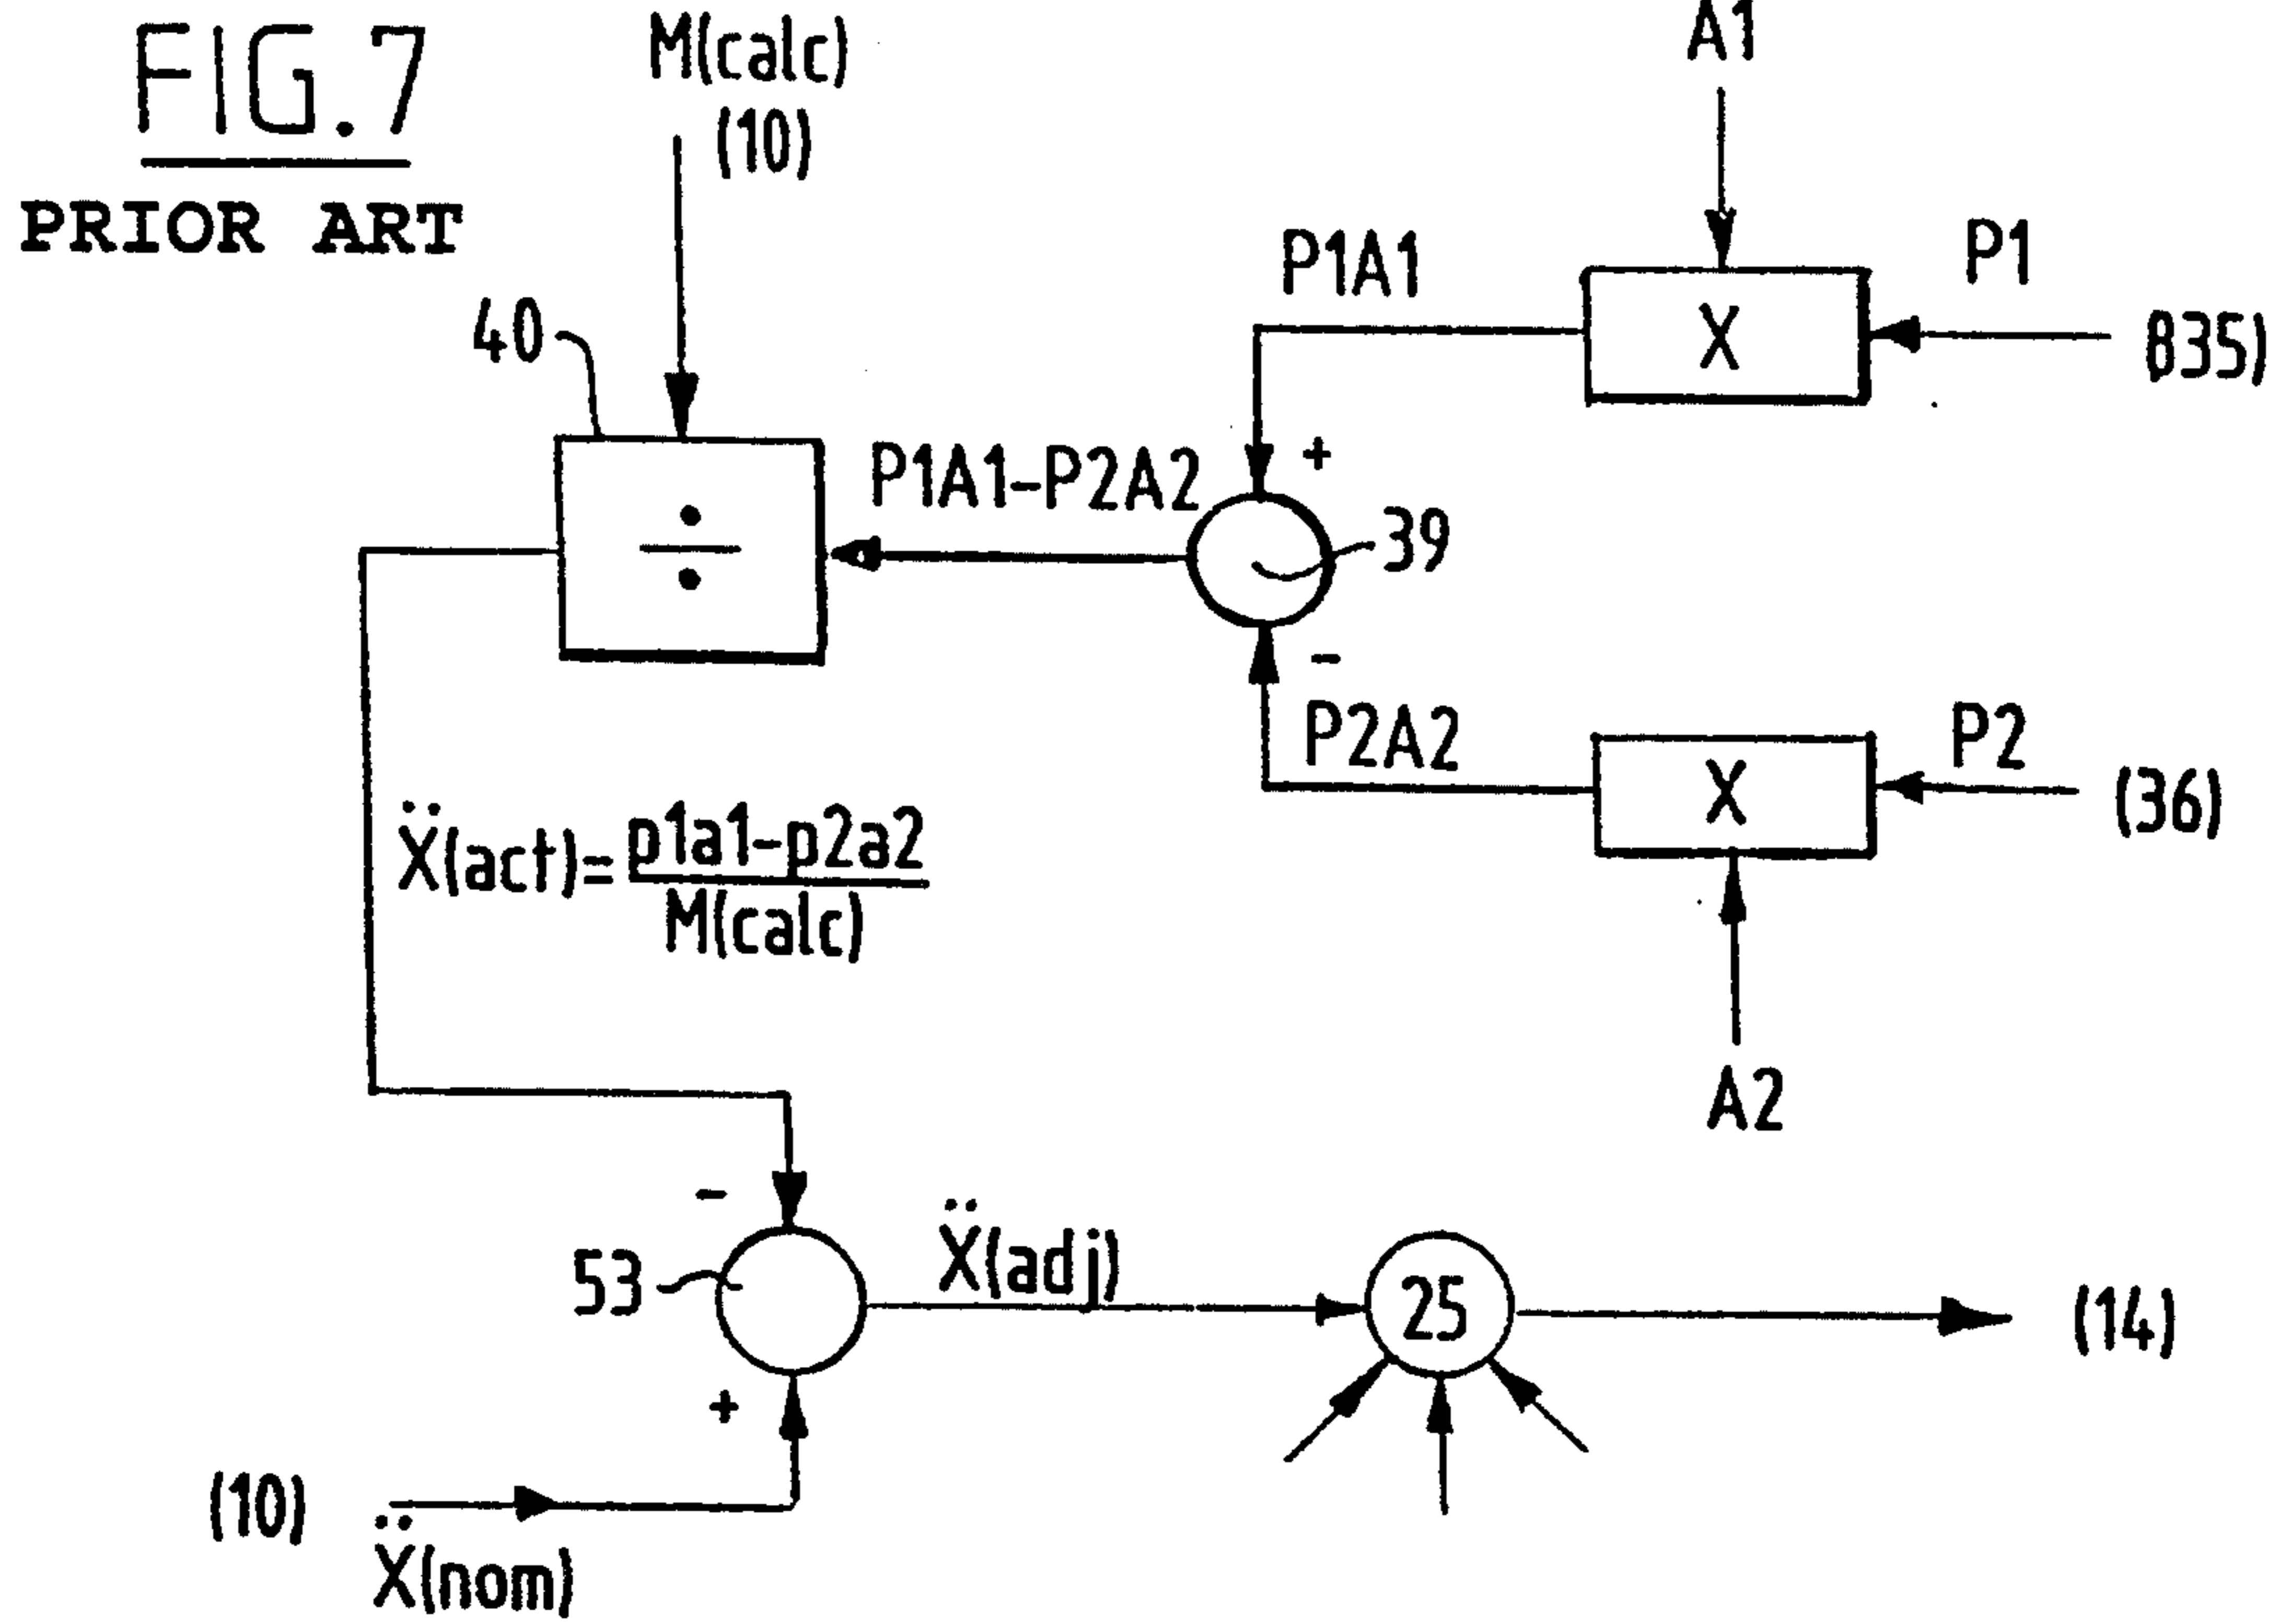 FIG.7
PRIOR ART
M(calc)
(10)
A1
P1A1
P1
X
835)
40
+
P1A1-P2A2
÷
39
-
P2A2
P2
X
(36)
Ẍ(act)=p1a1-p2a2
M(calc)
A2
-
53
Ẍ(adj)
25
(14)
+
(10)
Ẍ(nom)